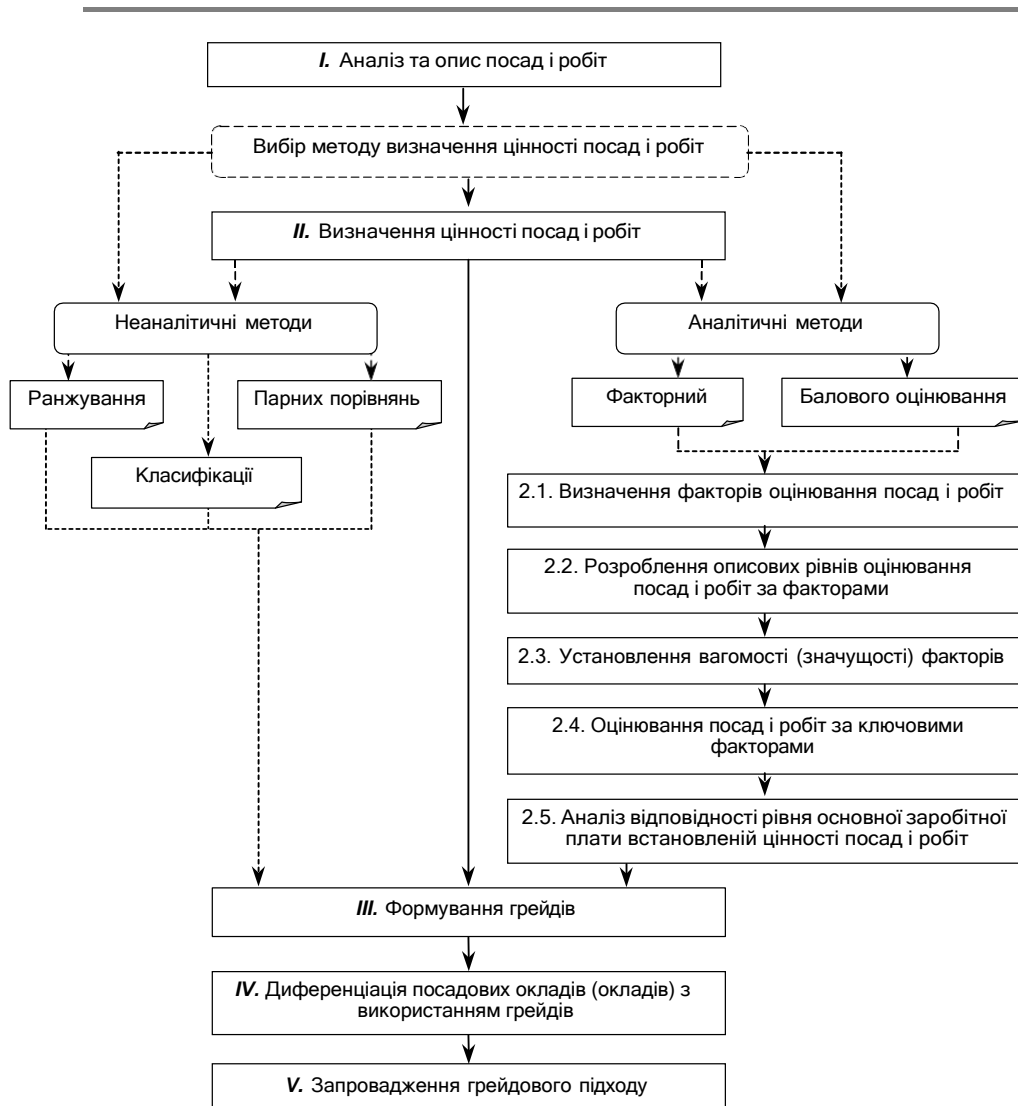 I. Аналіз та опис посад і робіт
Вибір методу визначення цінності посад і робіт
II. Визначення цінності посад і робіт
Неаналітичні методи
Аналітичні методи
Ранжування
Парних порівнянь
Факторний
Балового оцінювання
Класифікації
2.1. Визначення факторів оцінювання посад і робіт
2.2. Розроблення описових рівнів оцінювання
посад і робіт за факторами
2.3. Установлення вагомості (значущості) факторів
2.4. Оцінювання посад і робіт за ключовими
факторами
2.5. Аналіз відповідності рівня основної заробітної
плати встановленій цінності посад і робіт
III. Формування грейдів
IV. Диференціація посадових окладів (окладів) з
використанням грейдів
V. Запровадження грейдового підходу